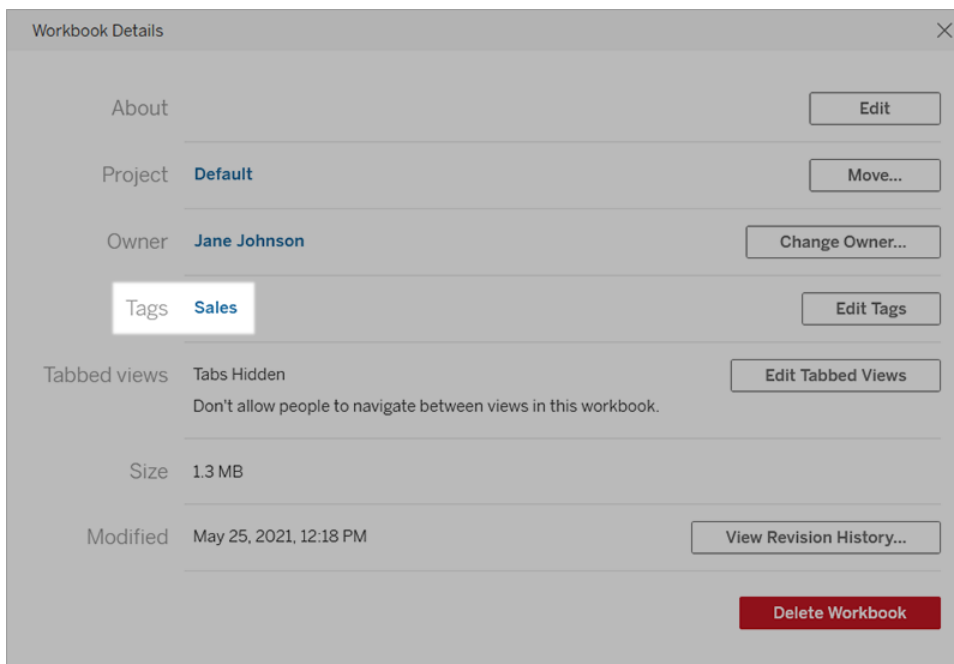 Workbook Details
About
Edit
Project Default Move...
Owner Jane Johnson Change Owner...
Tags Sales Edit Tags
Tabbed views Tabs Hidden Edit Tabbed Views
Don't allow people to navigate between views in this workbook.
Size 1.3 MB
Modified May 25, 2021, 12:18 PM View Revision History...
Delete Workbook